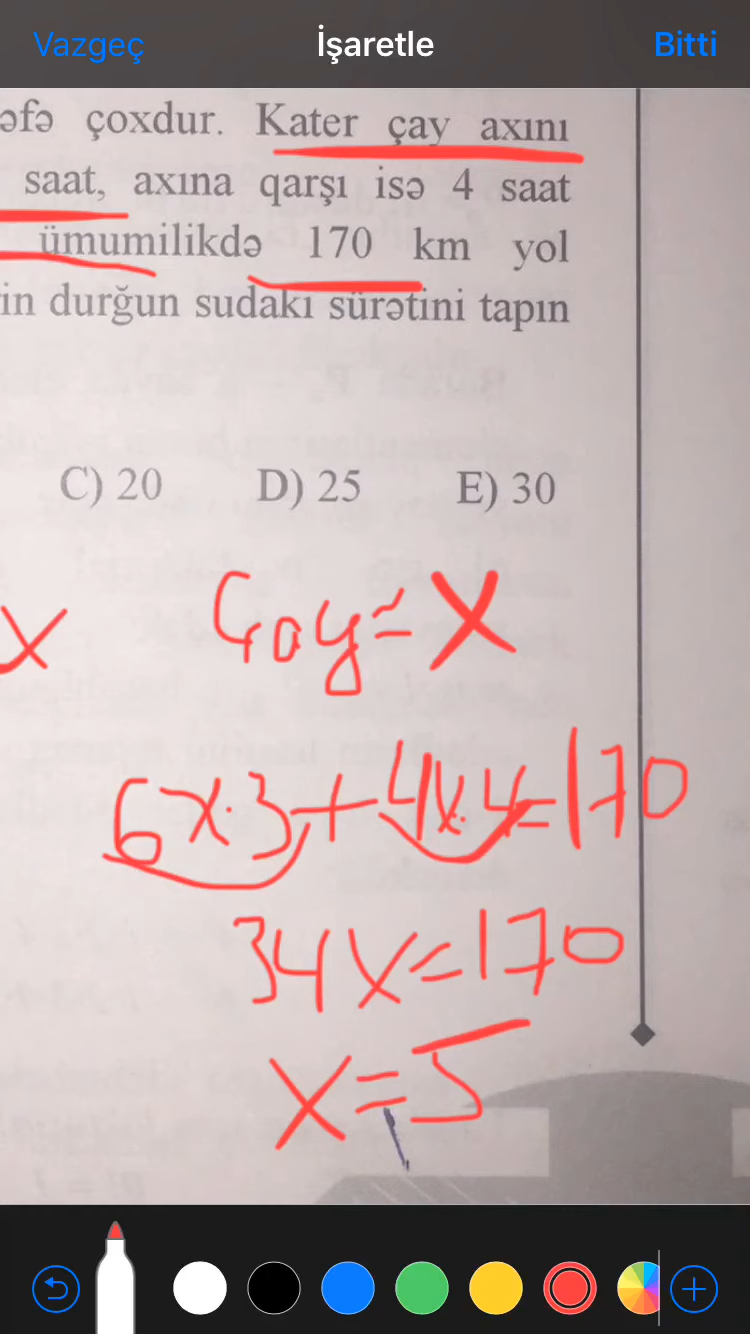 Vazgeç İşaretle Bitti
əfə çoxdur. Kater çay axını
saat, axına qarşı isə 4 saat
ümumilikdə 170 km yol
in durğun sudakı sürətini tapın
C) 20 D) 25 E) 30
x Çay = x
6x·3+4x·4=170
34x=170
x=5